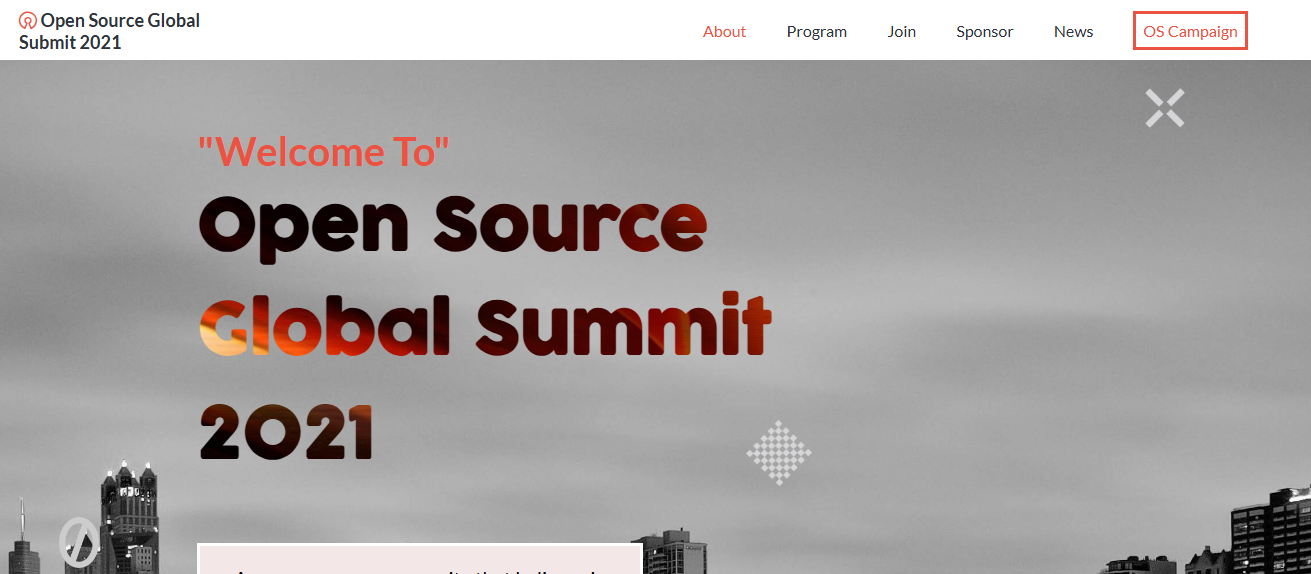 Open Source Global
Submit 2021
About
Program
Join
Sponsor
News
OS Campaign
"Welcome To"
Open Source
Global Summit
2021